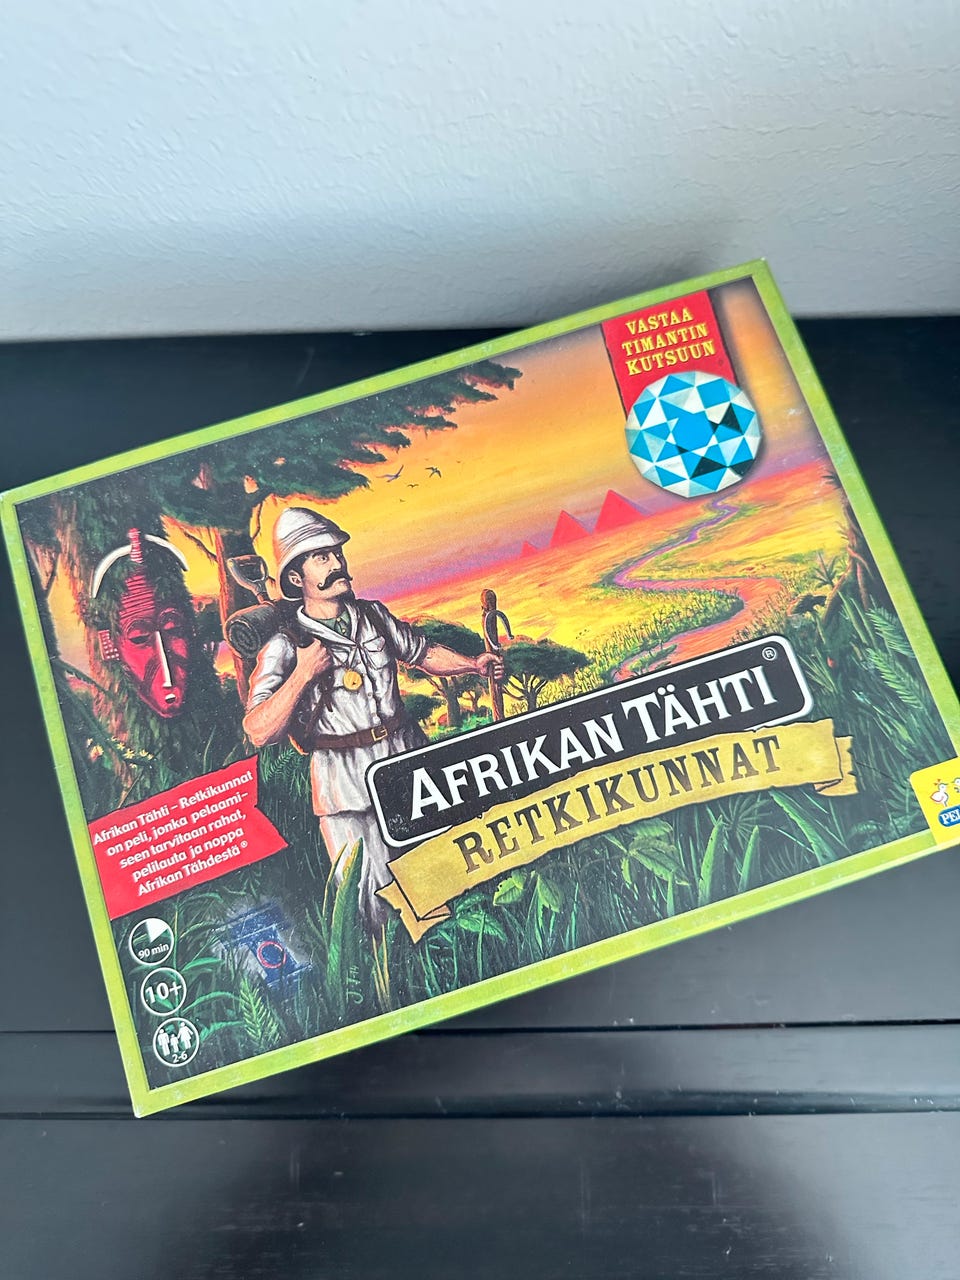 VASTAA
TIMANTIN
KUTSUUN
AFRIKAN TÄHTI®
RETKIKUNNAT
Afrikan Tähti – Retkikunnat
on peli, jonka pelaami-
seen tarvitaan rahat,
pelilauta ja noppa
Afrikan Tähdestä®
90 min
10+
2-6